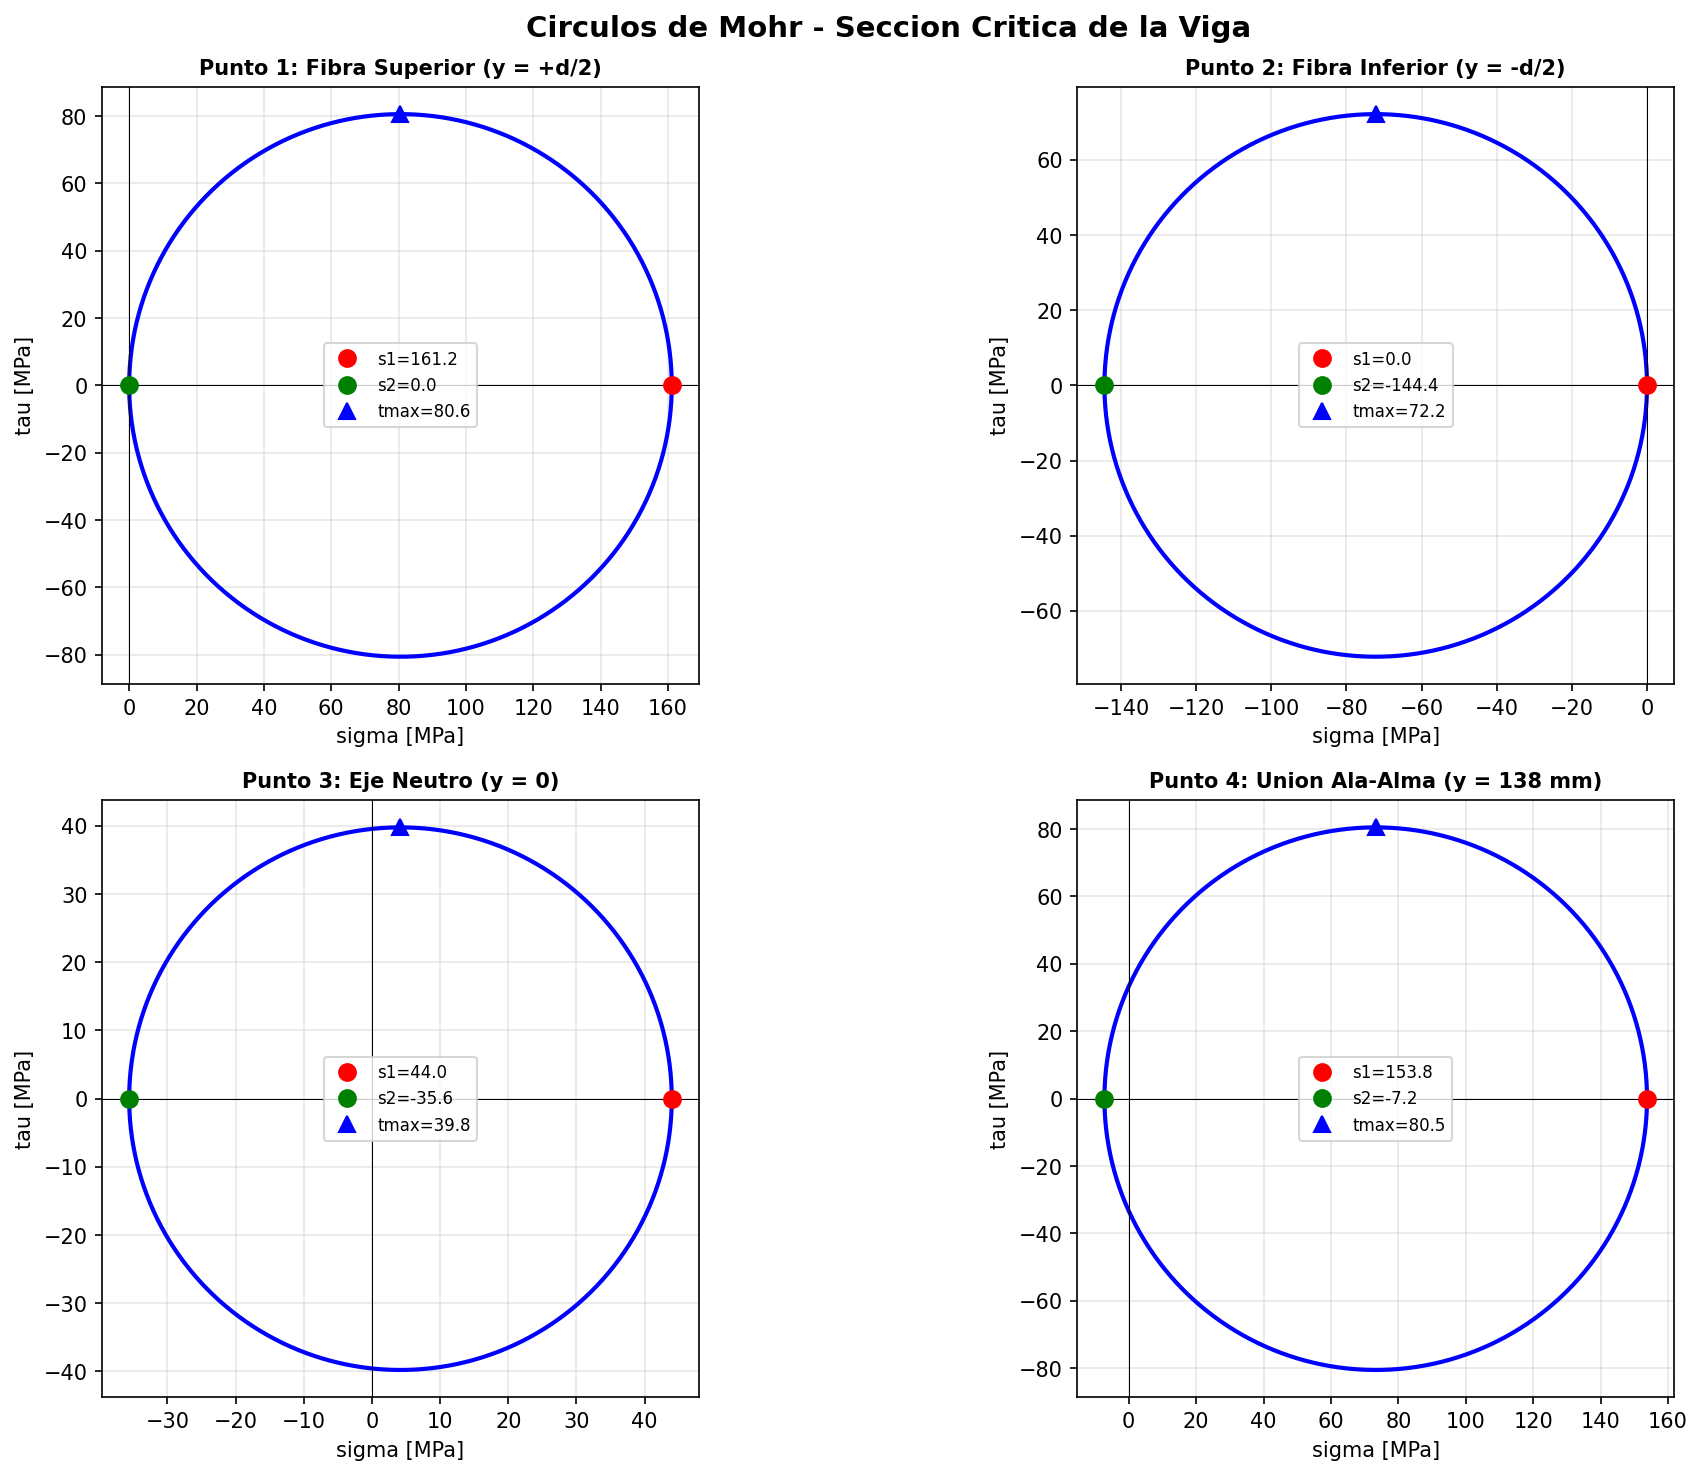 Circulos de Mohr - Seccion Critica de la Viga
Punto 1: Fibra Superior (y = +d/2)
80
60
40
20
0
−20
−40
−60
−80
tau [MPa]
s1=161.2
s2=0.0
tmax=80.6
0 20 40 60 80 100 120 140 160
sigma [MPa]
Punto 2: Fibra Inferior (y = -d/2)
60
40
20
0
−20
−40
−60
tau [MPa]
s1=0.0
s2=-144.4
tmax=72.2
−140 −120 −100 −80 −60 −40 −20 0
sigma [MPa]
Punto 3: Eje Neutro (y = 0)
40
30
20
10
0
−10
−20
−30
−40
tau [MPa]
s1=44.0
s2=-35.6
tmax=39.8
−30 −20 −10 0 10 20 30 40
sigma [MPa]
Punto 4: Union Ala-Alma (y = 138 mm)
80
60
40
20
0
−20
−40
−60
−80
tau [MPa]
s1=153.8
s2=-7.2
tmax=80.5
0 20 40 60 80 100 120 140 160
sigma [MPa]